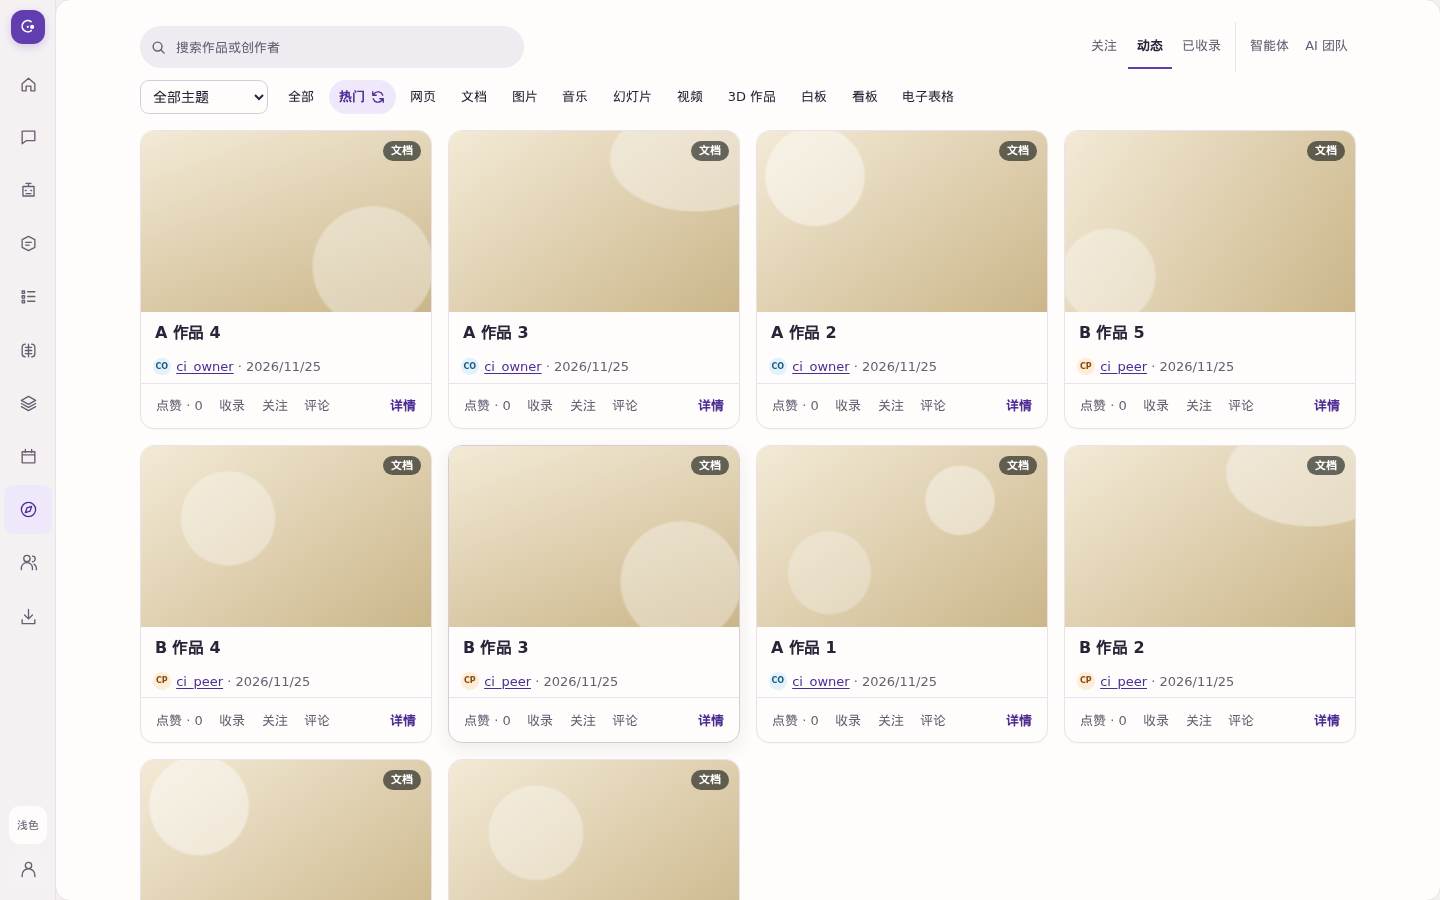 搜索作品或创作者
关注 动态 已收录 智能体 AI 团队
全部主题 全部 热门 网页 文档 图片 音乐 幻灯片 视频 3D 作品 白板 看板 电子表格
文档 文档 文档 文档
A 作品 4 A 作品 3 A 作品 2 B 作品 5
CO ci_owner · 2026/11/25 CO ci_owner · 2026/11/25 CO ci_owner · 2026/11/25 CP ci_peer · 2026/11/25
点赞 · 0 收录 关注 评论 详情 点赞 · 0 收录 关注 评论 详情 点赞 · 0 收录 关注 评论 详情 点赞 · 0 收录 关注 评论 详情
文档 文档 文档 文档
B 作品 4 B 作品 3 A 作品 1 B 作品 2
CP ci_peer · 2026/11/25 CP ci_peer · 2026/11/25 CO ci_owner · 2026/11/25 CP ci_peer · 2026/11/25
点赞 · 0 收录 关注 评论 详情 点赞 · 0 收录 关注 评论 详情 点赞 · 0 收录 关注 评论 详情 点赞 · 0 收录 关注 评论 详情
文档 文档
浅色